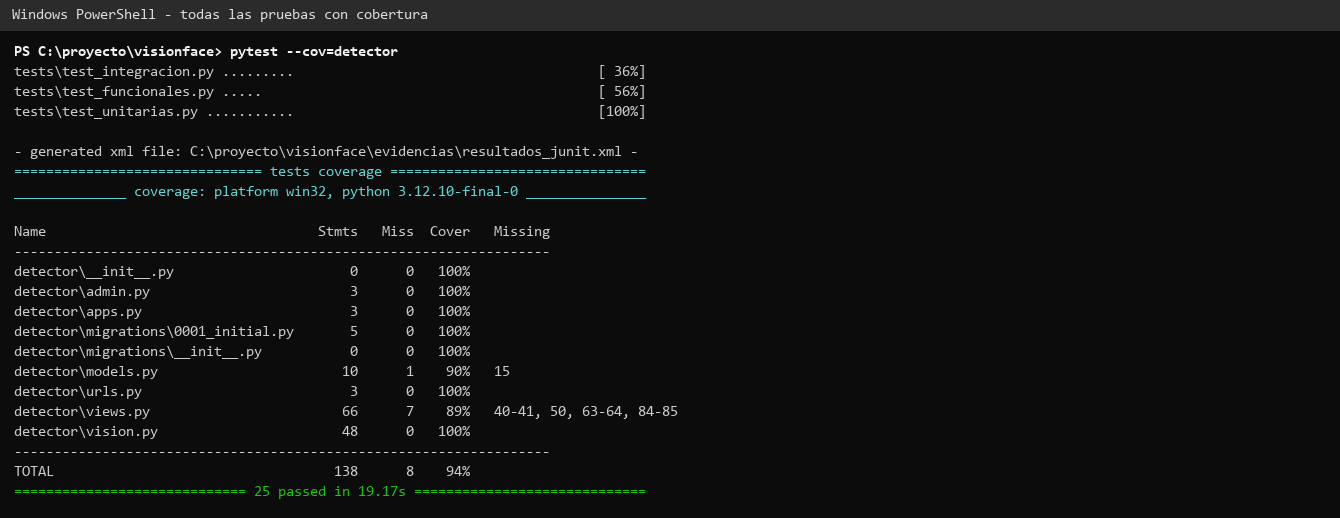 Windows PowerShell - todas las pruebas con cobertura
PS C:\proyecto\visionface> pytest --cov=detector
tests\test_integracion.py .........                                      [ 36%]
tests\test_funcionales.py .....                                          [ 56%]
tests\test_unitarias.py ...........                                      [100%]
- generated xml file: C:\proyecto\visionface\evidencias\resultados_junit.xml -
=============================== tests coverage ================================
______________ coverage: platform win32, python 3.12.10-final-0 _______________
Name                                  Stmts   Miss  Cover   Missing
-------------------------------------------------------------------
detector\__init__.py                      0      0   100%
detector\admin.py                         3      0   100%
detector\apps.py                          3      0   100%
detector\migrations\0001_initial.py       5      0   100%
detector\migrations\__init__.py           0      0   100%
detector\models.py                       10      1    90%   15
detector\urls.py                          3      0   100%
detector\views.py                        66      7    89%   40-41, 50, 63-64, 84-85
detector\vision.py                       48      0   100%
-------------------------------------------------------------------
TOTAL                                   138      8    94%
============================= 25 passed in 19.17s =============================